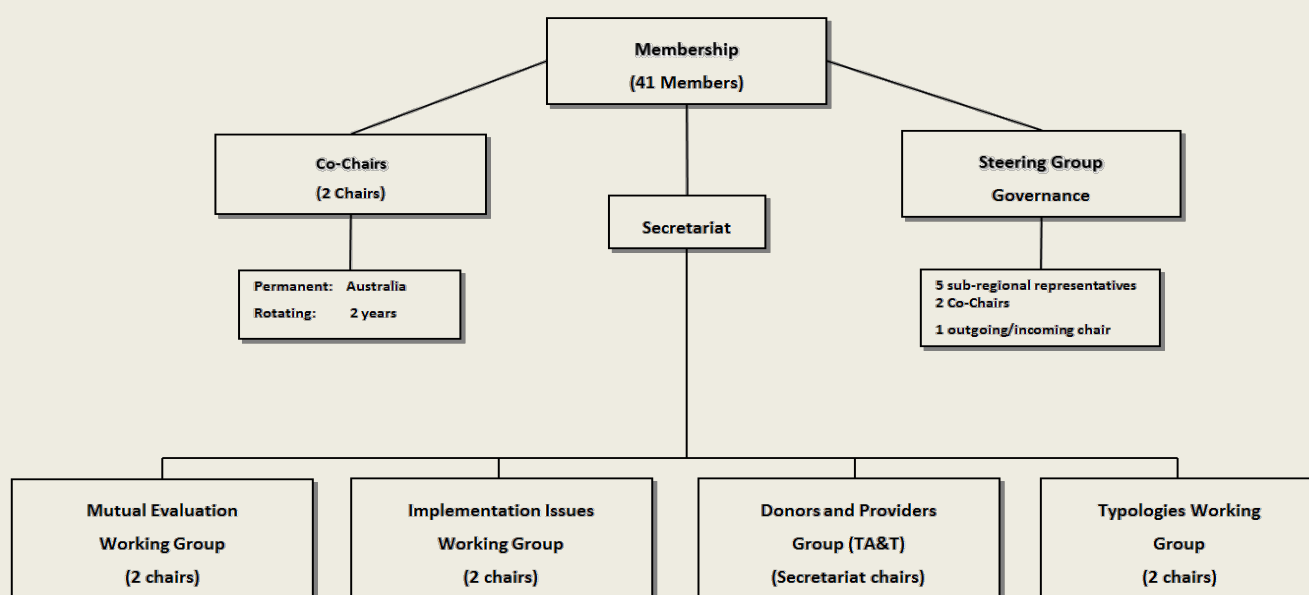 Membership
(41 Members)
Co-Chairs
(2 Chairs)
Steering Group
Governance
Secretariat
Permanent: Australia
Rotating: 2 years
5 sub-regional representatives
2 Co-Chairs
1 outgoing/incoming chair
Mutual Evaluation
Working Group
(2 chairs)
Implementation Issues
Working Group
(2 chairs)
Donors and Providers
Group (TA&T)
(Secretariat chairs)
Typologies Working
Group
(2 chairs)